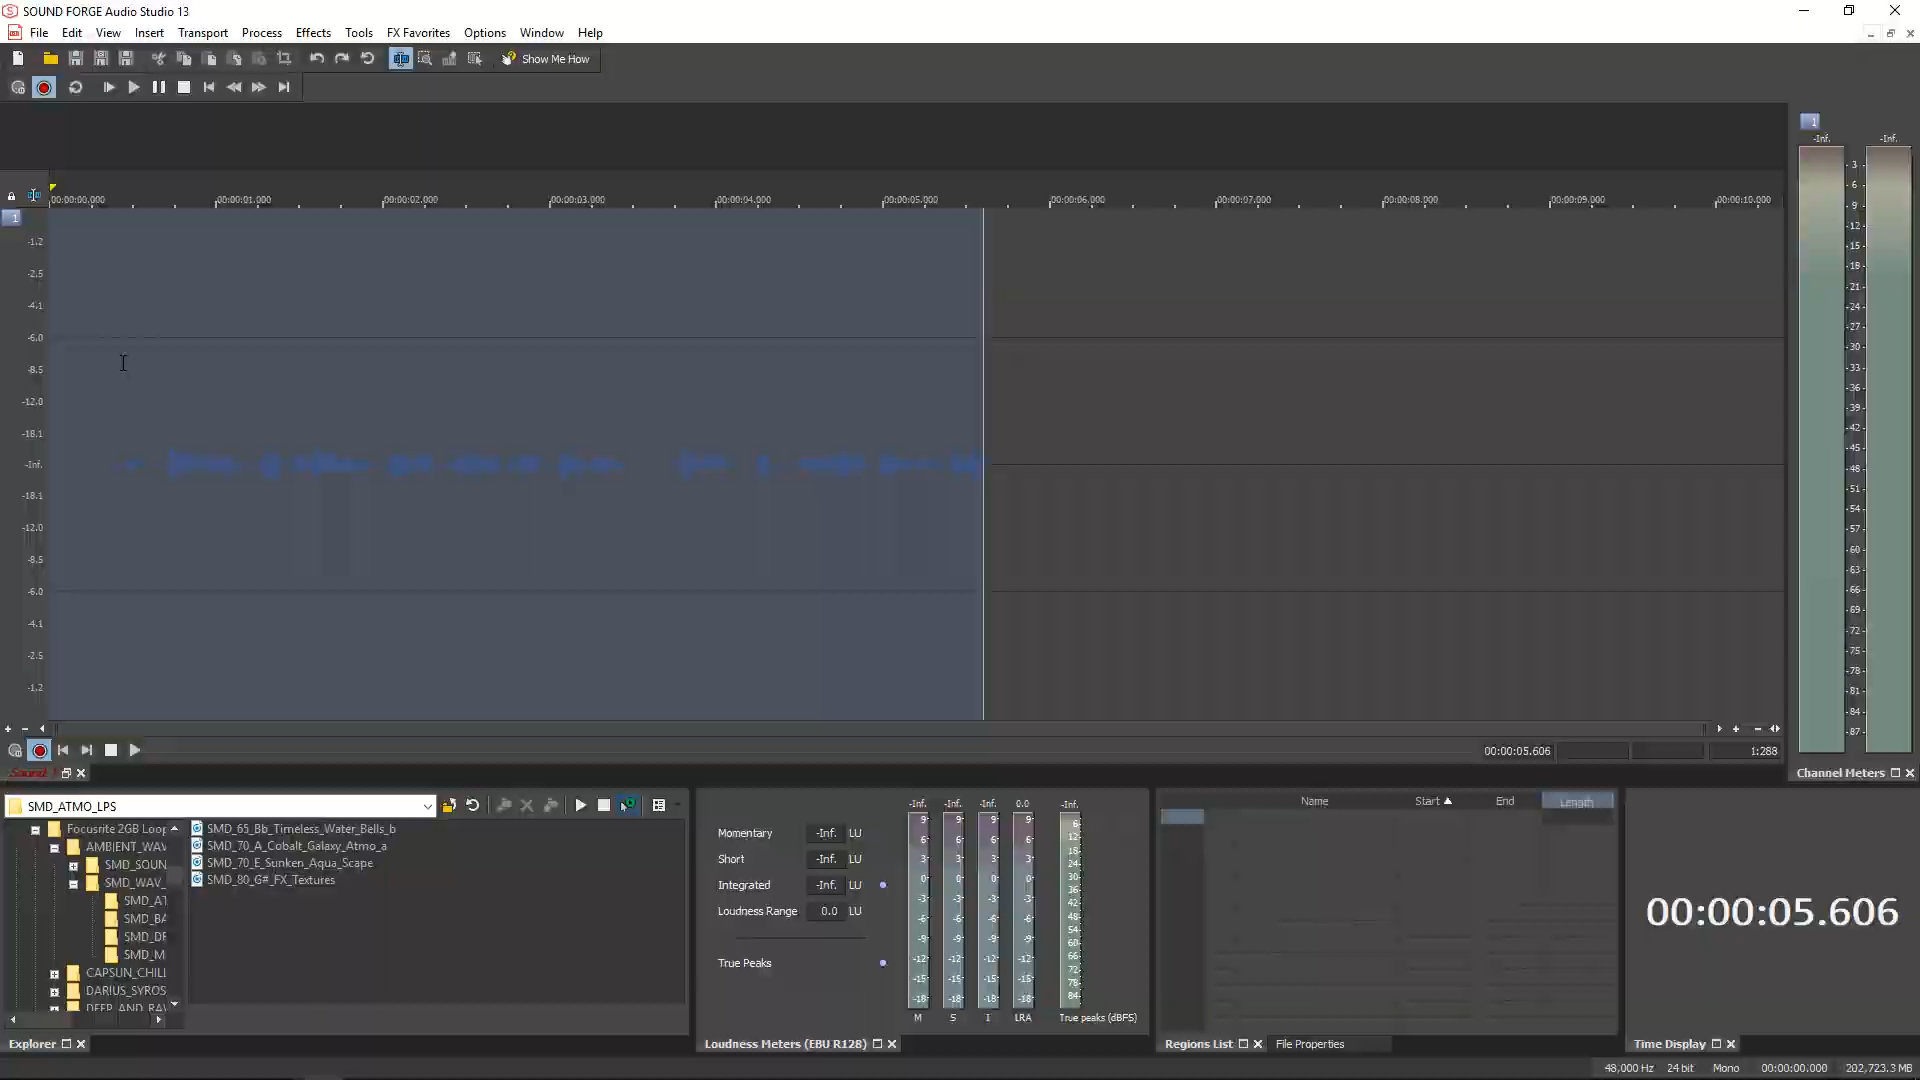 SOUND FORGE Audio Studio 13
File Edit View Insert Transport Process Effects Tools FX Favorites Options Window Help
Show Me How
1
-Inf. -Inf.
00:00:00.000 00:00:01.000 00:00:02.000 00:00:03.000 00:00:04.000 00:00:05.000 00:00:06.000 00:00:07.000 00:00:08.000 00:00:09.000 00:00:10.000
1
-1.2
-2.5
-4.1
-6.0
-8.5
-12.0
-18.1
-Inf.
-18.1
-12.0
-8.5
-6.0
-4.1
-2.5
-1.2
- 3 -
- 6 -
- 9 -
-12-
-15-
-18-
-21-
-24-
-27-
-30-
-33-
-36-
-39-
-42-
-45-
-48-
-51-
-54-
-57-
-60-
-63-
-66-
-69-
-72-
-75-
-78-
-81-
-84-
-87-
00:00:05.606 1:288
Sound
Channel Meters
SMD_ATMO_LPS
Focusrite 2GB Loop
AMBIENT_WAV
SMD_SOUN
SMD_WAV_
SMD_AT
SMD_BA
SMD_DR
SMD_M
CAPSUN_CHILL
DARIUS_SYROS
DEEP_AND_RAV
SMD_65_Bb_Timeless_Water_Bells_b
SMD_70_A_Cobalt_Galaxy_Atmo_a
SMD_70_E_Sunken_Aqua_Scape
SMD_80_G#_FX_Textures
Explorer
Momentary -Inf. LU
Short -Inf. LU
Integrated -Inf. LU
Loudness Range 0.0 LU
True Peaks
-Inf. -Inf. -Inf. 0.0 -Inf.
9 9 9 9
6 6 6 6
3 3 3 3
0 0 0 0
-3 -3 -3 -3
-6 -6 -6 -6
-9 -9 -9 -9
-12 -12 -12 -12
-15 -15 -15 -15
-18 -18 -18 -18
6
12
18
24
30
36
42
48
54
60
66
72
78
84
M S I LRA True peaks (dBFS)
Loudness Meters (EBU R128)
Name Start End Length
Regions List File Properties
00:00:05.606
Time Display
48,000 Hz 24 bit Mono 00:00:00.000 202,723.3 MB